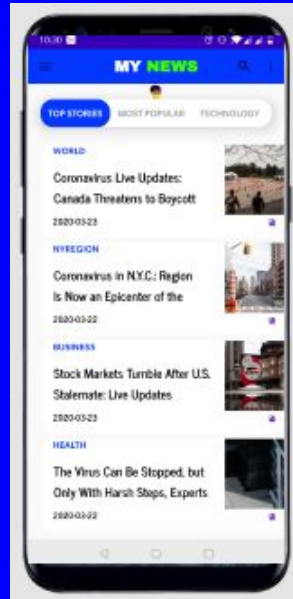 10:30
MY NEWS
TOP STORIES MOST POPULAR TECHNOLOGY
WORLD
Coronavirus Live Updates:
Canada Threatens to Boycott
2020-03-23
NYREGION
Coronavirus in N.Y.C.: Region
Is Now an Epicenter of the
2020-03-22
BUSINESS
Stock Markets Tumble After U.S.
Stalemate: Live Updates
2020-03-23
HEALTH
The Virus Can Be Stopped, but
Only With Harsh Steps, Experts
2020-03-22